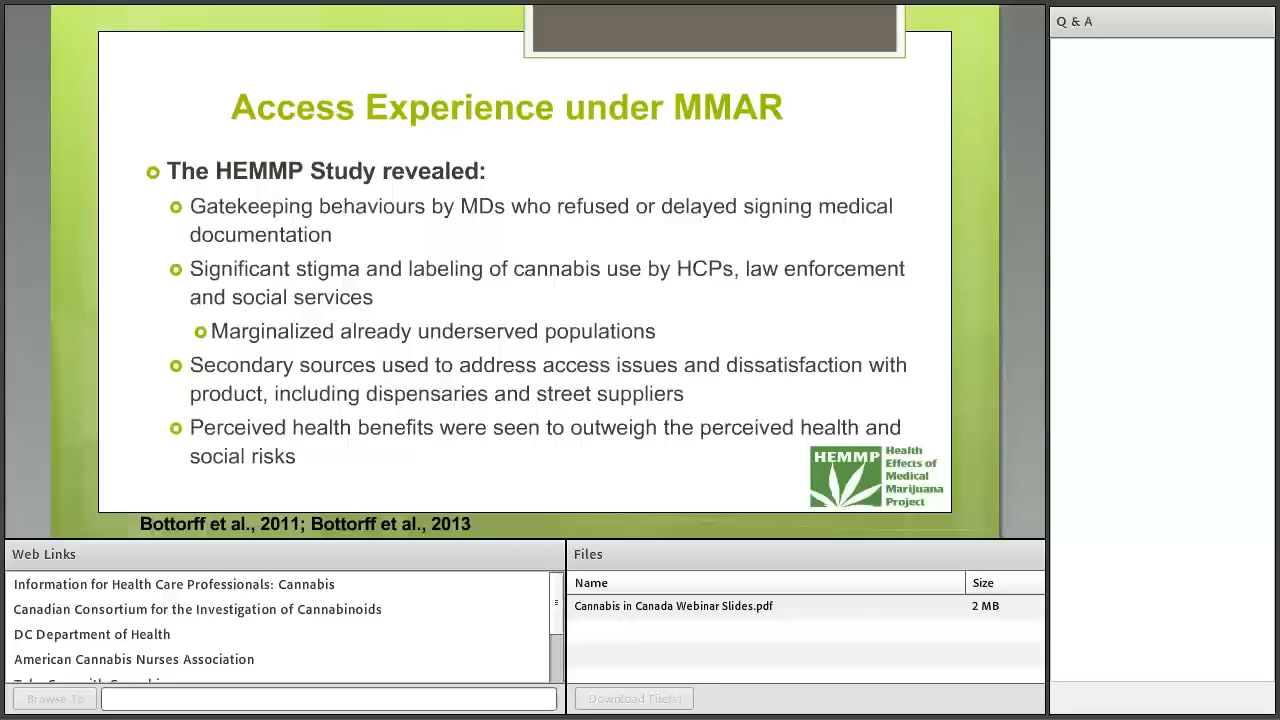 Access Experience under MMAR
The HEMMP Study revealed:
Gatekeeping behaviours by MDs who refused or delayed signing medical
documentation
Significant stigma and labeling of cannabis use by HCPs, law enforcement
and social services
Marginalized already underserved populations
Secondary sources used to address access issues and dissatisfaction with
product, including dispensaries and street suppliers
Perceived health benefits were seen to outweigh the perceived health and
social risks
HEMMP
Health
Effects of
Medical
Marijuana
Project
Bottorff et al., 2011; Bottorff et al., 2013
Q & A
Web Links
Information for Health Care Professionals: Cannabis
Canadian Consortium for the Investigation of Cannabinoids
DC Department of Health
American Cannabis Nurses Association
Browse To
Files
Name Size
Cannabis in Canada Webinar Slides.pdf 2 MB
Download File(s)